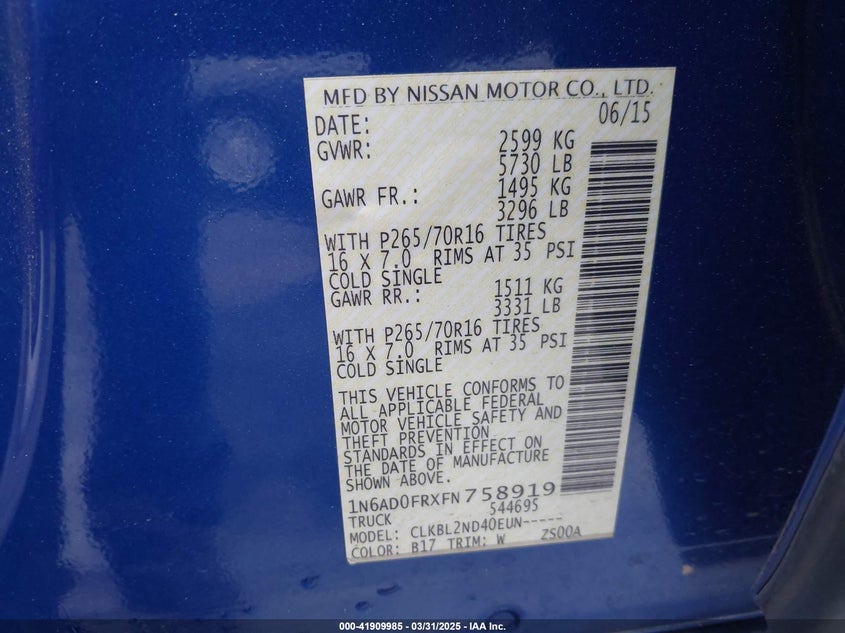 MFD BY NISSAN MOTOR CO., LTD.
DATE: 06/15
GVWR: 2599 KG
5730 LB
GAWR FR.: 1495 KG
3296 LB
WITH P265/70R16 TIRES
16 X 7.0 RIMS AT 35 PSI
COLD SINGLE
GAWR RR.: 1511 KG
3331 LB
WITH P265/70R16 TIRES
16 X 7.0 RIMS AT 35 PSI
COLD SINGLE
THIS VEHICLE CONFORMS TO
ALL APPLICABLE FEDERAL
MOTOR VEHICLE SAFETY AND
THEFT PREVENTION
STANDARDS IN EFFECT ON
THE DATE OF MANUFACTURE
SHOWN ABOVE.
1N6AD0FRXFN758919
TRUCK 544695
MODEL: CLKBL2ND40EUN-----
COLOR: B17 TRIM: W ZS00A
000-41909985 - 03/31/2025 - IAA Inc.